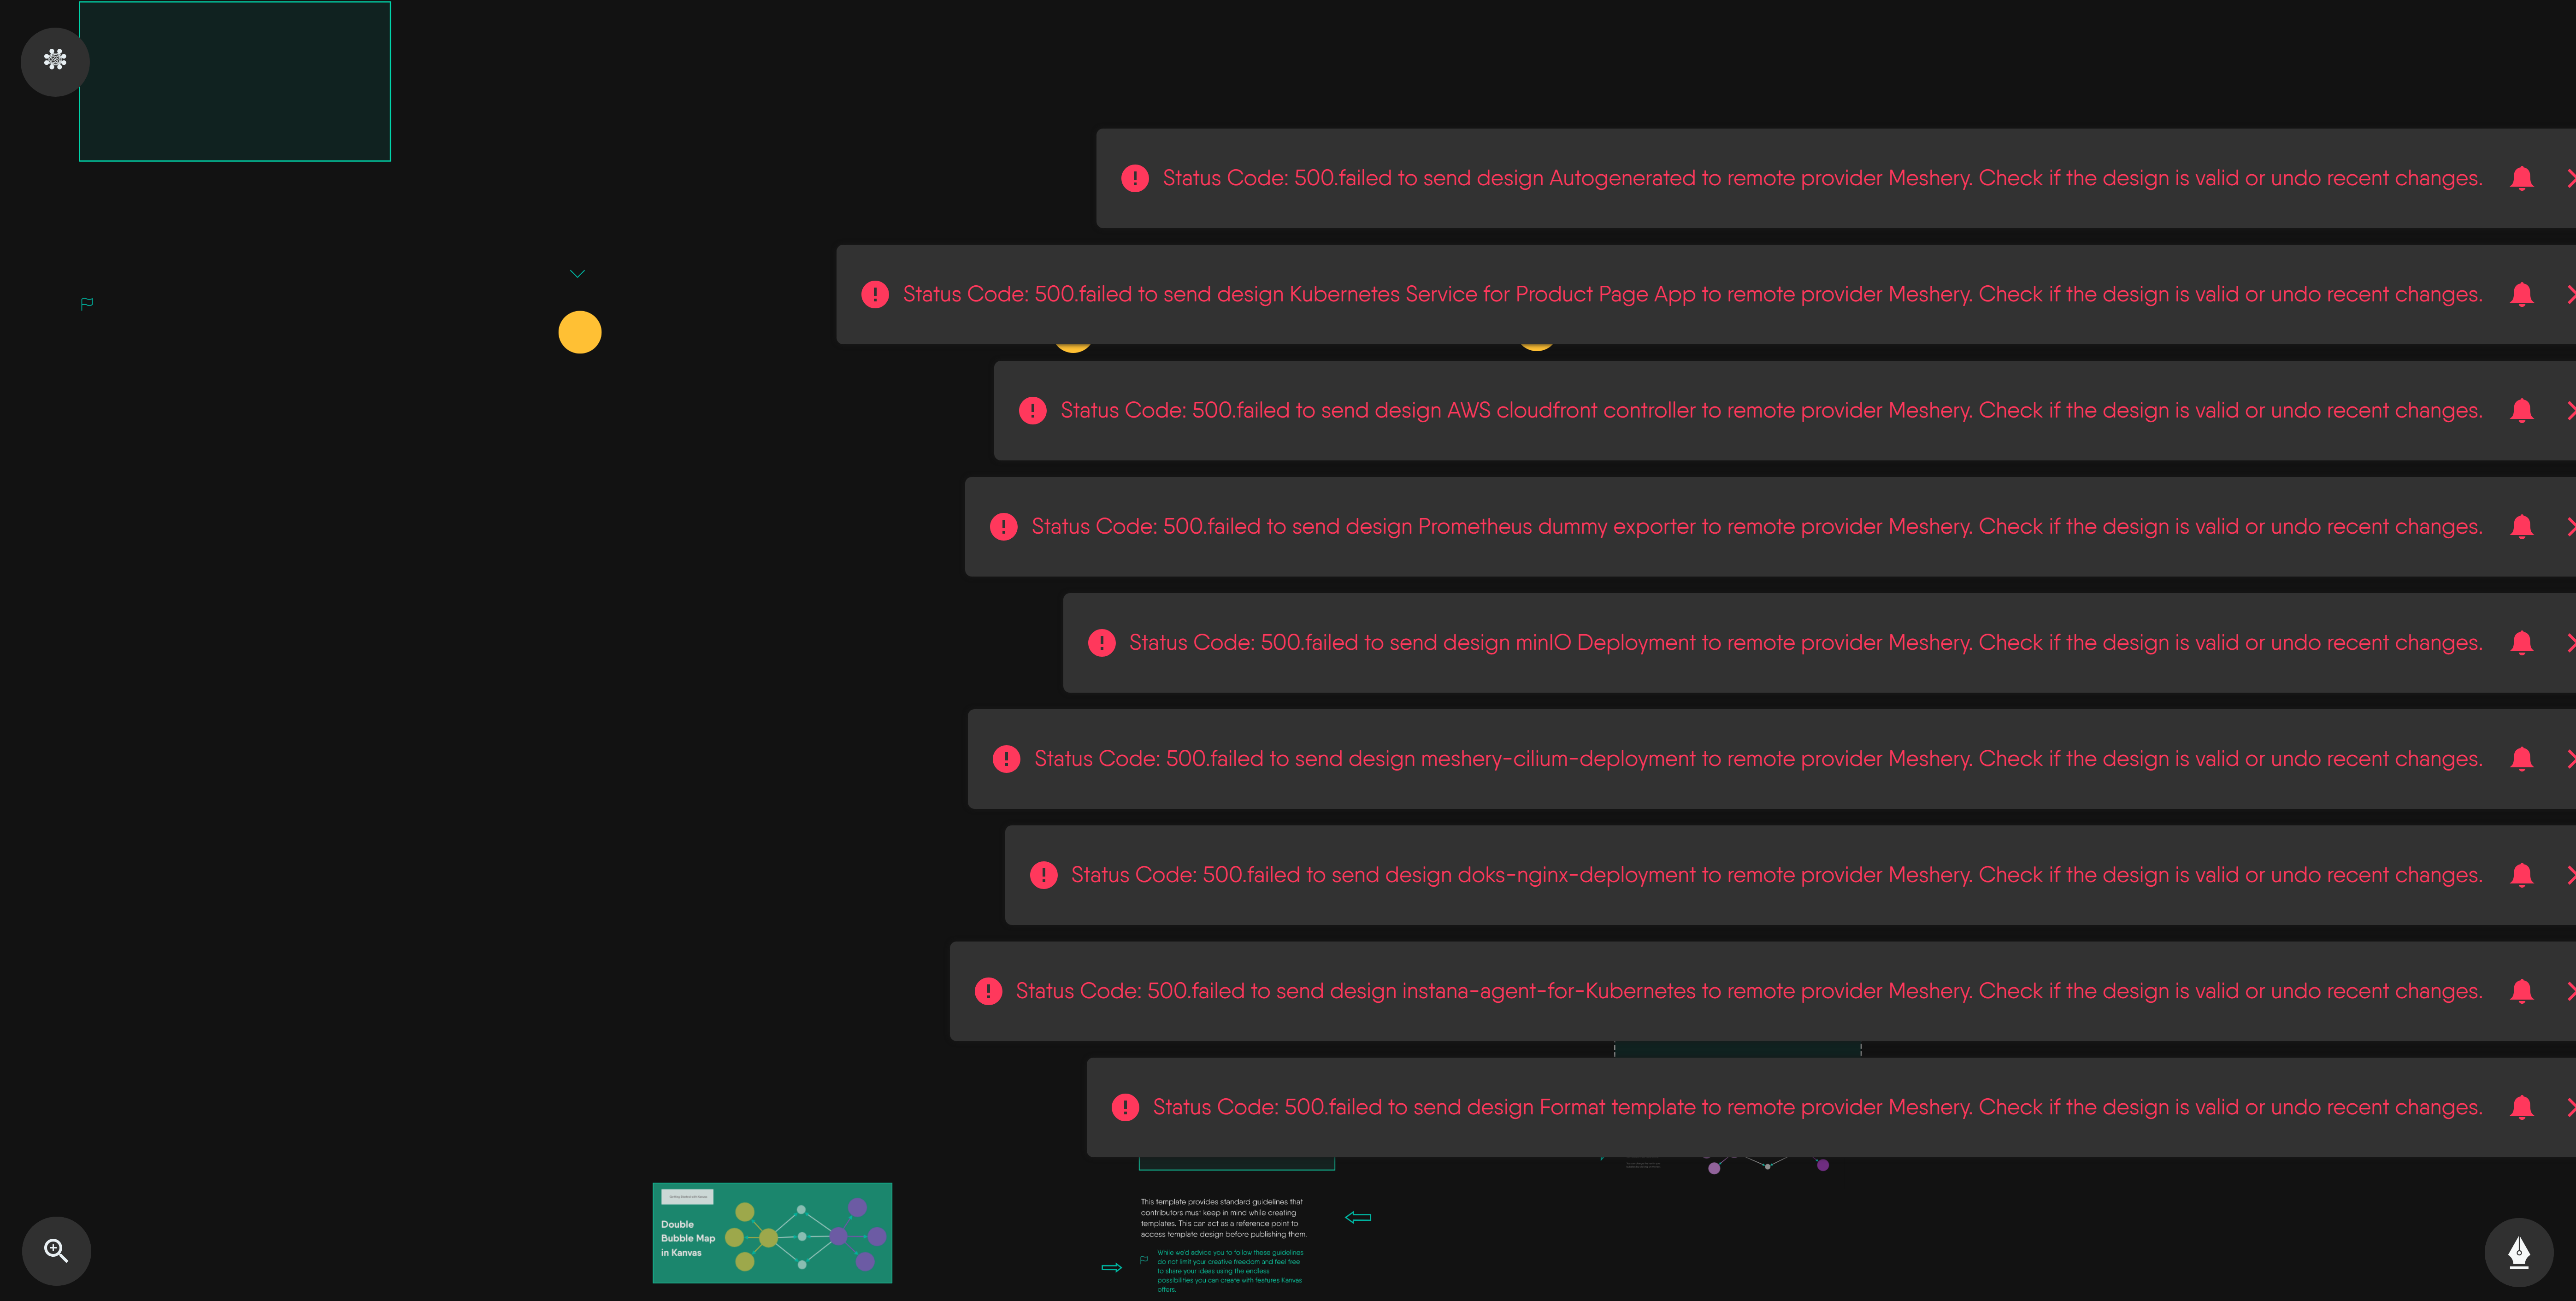 Status Code: 500.failed to send design Autogenerated to remote provider Meshery. Check if the design is valid or undo recent changes.
Status Code: 500.failed to send design Kubernetes Service for Product Page App to remote provider Meshery. Check if the design is valid or undo recent changes.
Status Code: 500.failed to send design AWS cloudfront controller to remote provider Meshery. Check if the design is valid or undo recent changes.
Status Code: 500.failed to send design Prometheus dummy exporter to remote provider Meshery. Check if the design is valid or undo recent changes.
Status Code: 500.failed to send design minIO Deployment to remote provider Meshery. Check if the design is valid or undo recent changes.
Status Code: 500.failed to send design meshery-cilium-deployment to remote provider Meshery. Check if the design is valid or undo recent changes.
Status Code: 500.failed to send design doks-nginx-deployment to remote provider Meshery. Check if the design is valid or undo recent changes.
Status Code: 500.failed to send design instana-agent-for-Kubernetes to remote provider Meshery. Check if the design is valid or undo recent changes.
Status Code: 500.failed to send design Format template to remote provider Meshery. Check if the design is valid or undo recent changes.
Double
Bubble Map
in Kanvas
This template provides standard guidelines that
contributors must keep in mind while creating
templates. This can act as a reference point to
access template design before publishing them.
While we'd advice you to follow these guidelines
do not limit your creative freedom and feel free
to share your ideas using the endless
possibilities you can create with features Kanvas
offers.